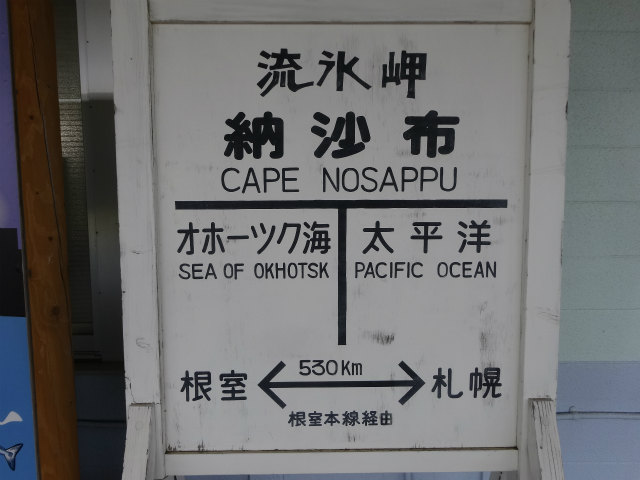 流氷岬
納沙布
CAPE NOSAPPU
オホーツク海 太平洋
SEA OF OKHOTSK PACIFIC OCEAN
530Km
根室 札幌
根室本線経由